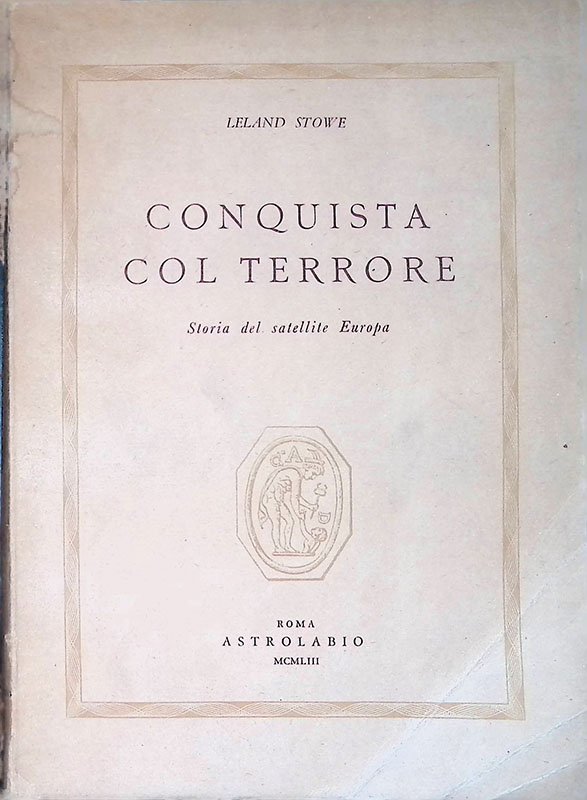 LELAND STOWE
CONQUISTA
COL TERRORE
Storia del satellite Europa
ROMA
ASTROLABIO
MCMLIII